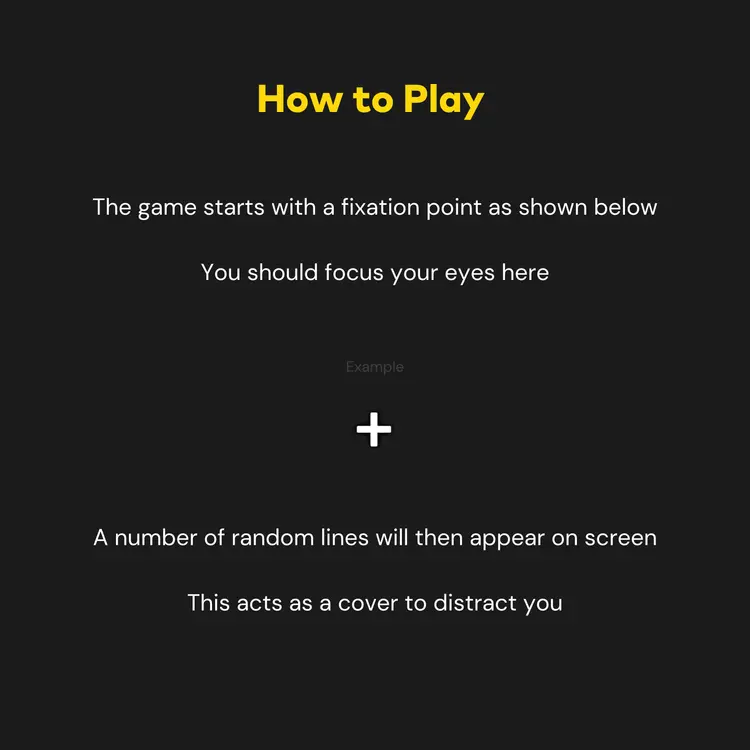 How to Play
The game starts with a fixation point as shown below
You should focus your eyes here
Example
A number of random lines will then appear on screen
This acts as a cover to distract you